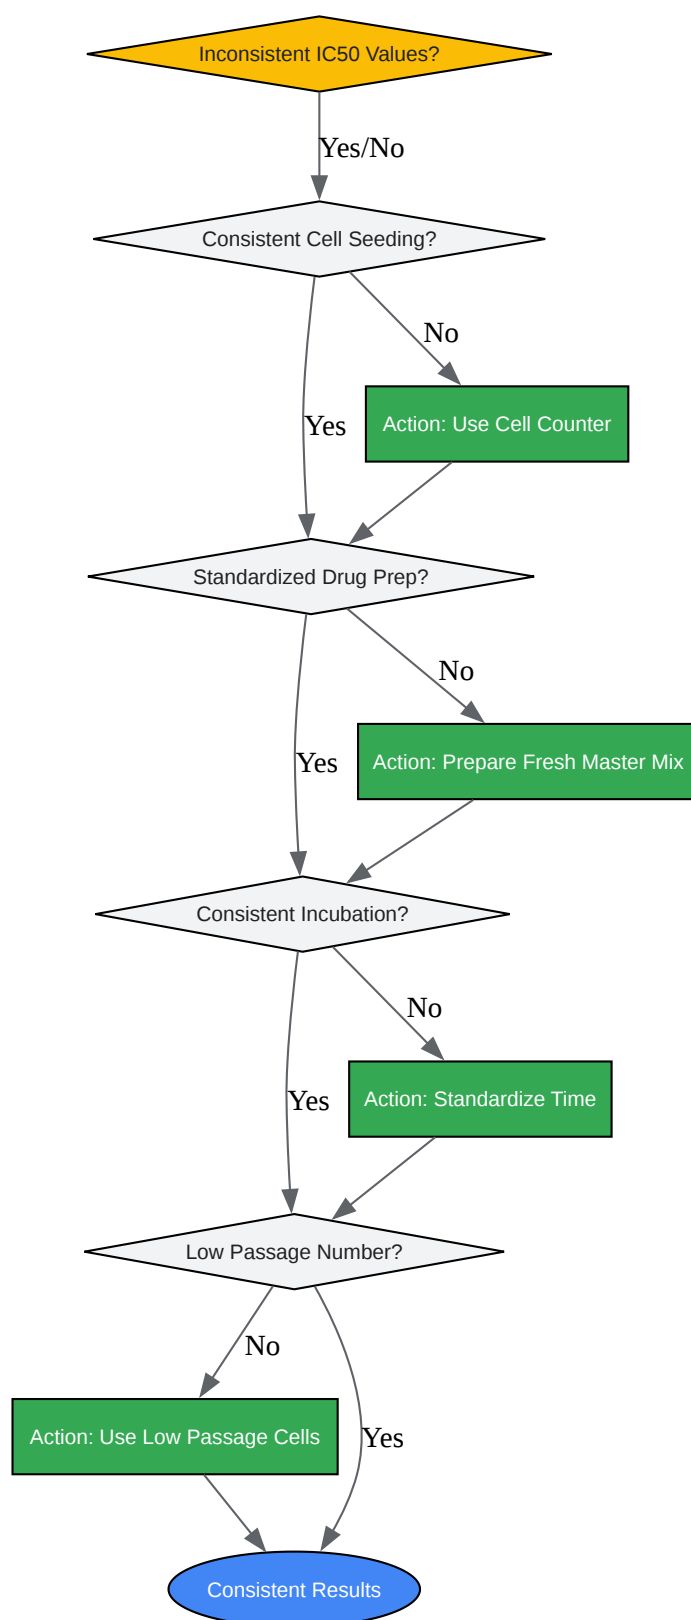 Inconsistent IC50 Values?
Yes/No
Consistent Cell Seeding?
No
Yes
Action: Use Cell Counter
Standardized Drug Prep?
No
Yes
Action: Prepare Fresh Master Mix
Consistent Incubation?
No
Yes
Action: Standardize Time
Low Passage Number?
No
Yes
Action: Use Low Passage Cells
Consistent Results